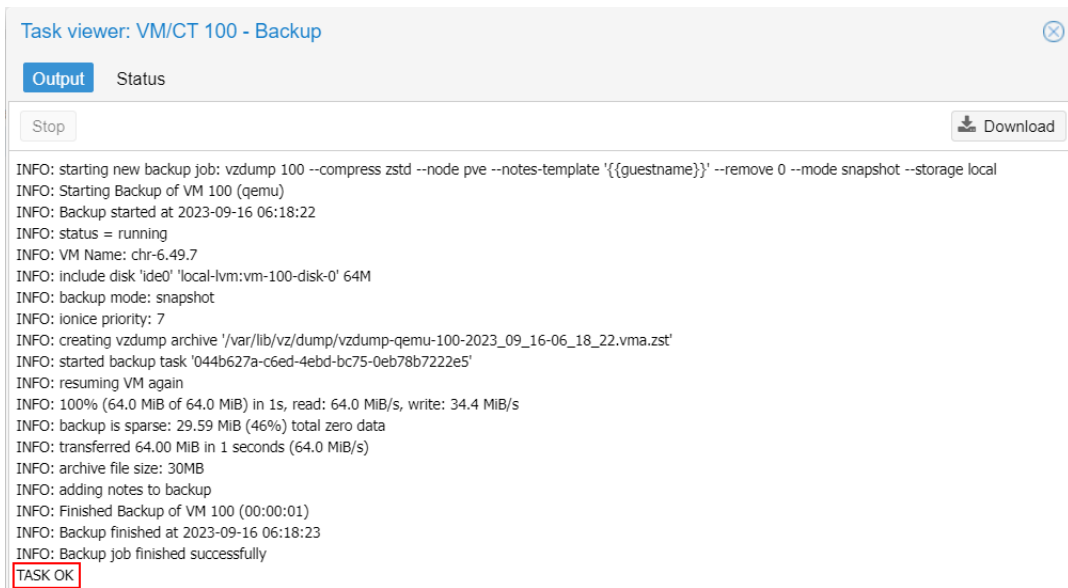 Task viewer: VM/CT 100 - Backup
Output Status
Stop Download
INFO: starting new backup job: vzdump 100 --compress zstd --node pve --notes-template '{{guestname}}' --remove 0 --mode snapshot --storage local
INFO: Starting Backup of VM 100 (qemu)
INFO: Backup started at 2023-09-16 06:18:22
INFO: status = running
INFO: VM Name: chr-6.49.7
INFO: include disk 'ide0' 'local-lvm:vm-100-disk-0' 64M
INFO: backup mode: snapshot
INFO: ionice priority: 7
INFO: creating vzdump archive '/var/lib/vz/dump/vzdump-qemu-100-2023_09_16-06_18_22.vma.zst'
INFO: started backup task '044b627a-c6ed-4ebd-bc75-0eb78b7222e5'
INFO: resuming VM again
INFO: 100% (64.0 MiB of 64.0 MiB) in 1s, read: 64.0 MiB/s, write: 34.4 MiB/s
INFO: backup is sparse: 29.59 MiB (46%) total zero data
INFO: transferred 64.00 MiB in 1 seconds (64.0 MiB/s)
INFO: archive file size: 30MB
INFO: adding notes to backup
INFO: Finished Backup of VM 100 (00:00:01)
INFO: Backup finished at 2023-09-16 06:18:23
INFO: Backup job finished successfully
TASK OK